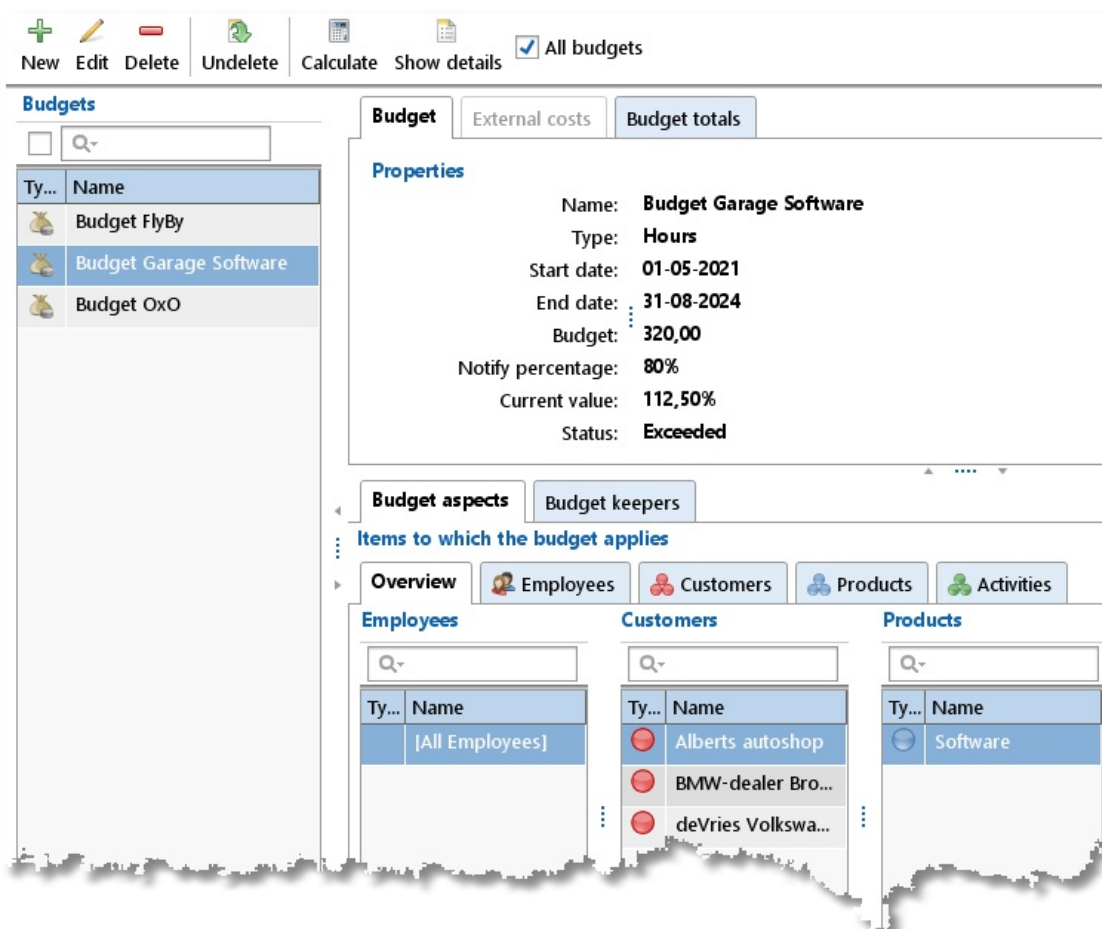 New Edit Delete Undelete Calculate Show details All budgets
Budgets
Ty... Name
Budget FlyBy
Budget Garage Software
Budget OxO
Budget External costs Budget totals
Properties
Name: Budget Garage Software
Type: Hours
Start date: 01-05-2021
End date: 31-08-2024
Budget: 320,00
Notify percentage: 80%
Current value: 112,50%
Status: Exceeded
Budget aspects Budget keepers
Items to which the budget applies
Overview Employees Customers Products Activities
Employees
Ty... Name
[All Employees]
Customers
Ty... Name
Alberts autoshop
BMW-dealer Bro...
deVries Volkswa...
Products
Ty... Name
Software